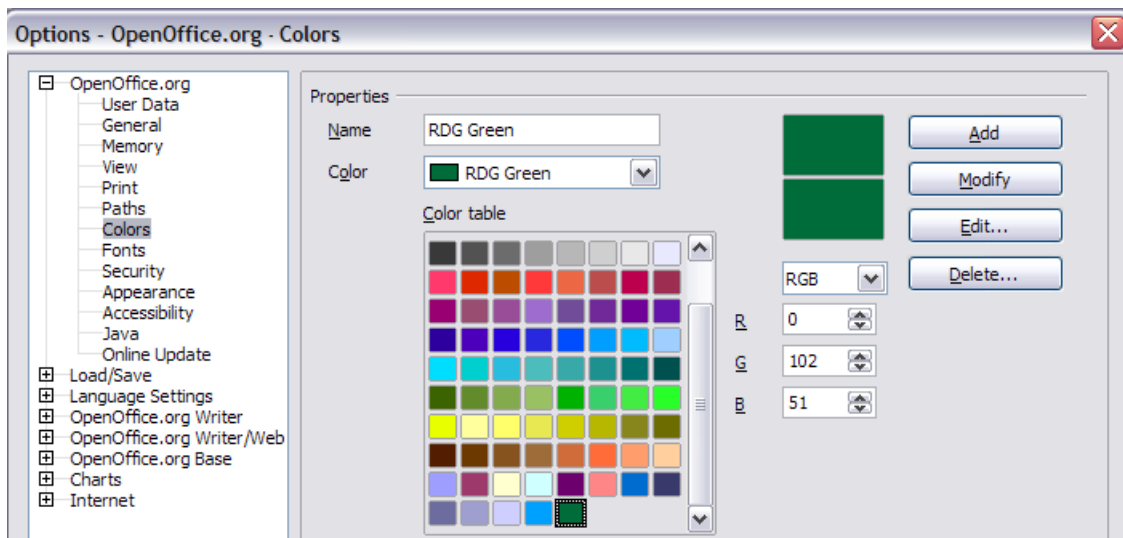 Options - OpenOffice.org - Colors
OpenOffice.org
User Data
General
Memory
View
Print
Paths
Colors
Fonts
Security
Appearance
Accessibility
Java
Online Update
Load/Save
Language Settings
OpenOffice.org Writer
OpenOffice.org Writer/Web
OpenOffice.org Base
Charts
Internet
Properties
Name RDG Green
Color RDG Green
Color table
Add
Modify
Edit...
Delete...
RGB
R 0
G 102
B 51